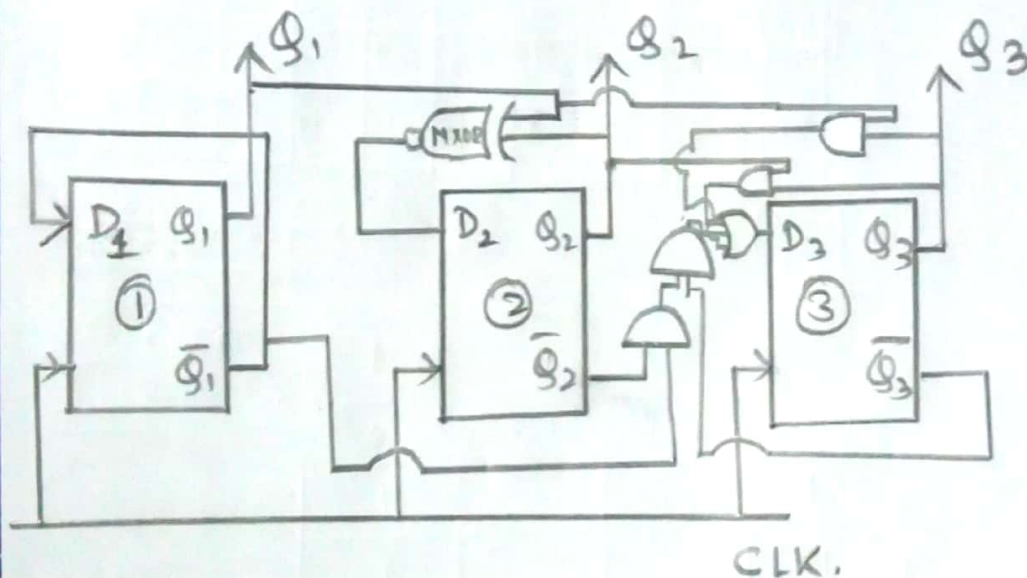 Q1 Q2 Q3
NXOR
D1 Q1 D2 Q2 D3 Q3
1 2 3
Q̅1 Q̅2 Q̅3
CLK.